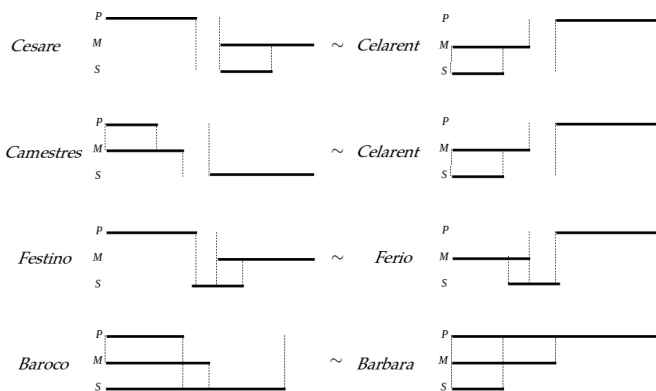 P P
Cesare M ~ Celarent M
S S
P P
Camestres M ~ Celarent M
S S
P P
Festino M ~ Ferio M
S S
P P
Baroco M ~ Barbara M
S S